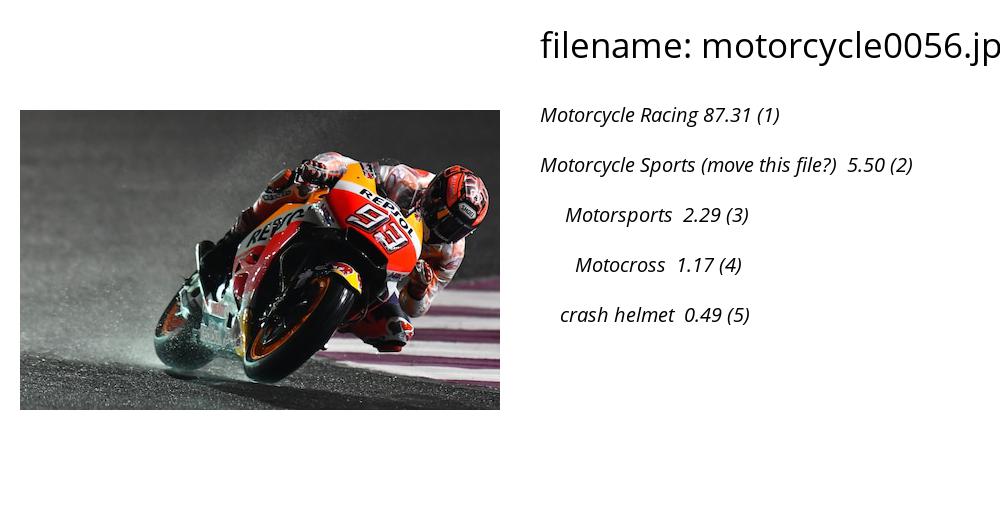 filename: motorcycle0056.jp
Motorcycle Racing 87.31 (1)
Motorcycle Sports (move this file?) 5.50 (2)
Motorsports 2.29 (3)
Motocross 1.17 (4)
crash helmet 0.49 (5)
REPSOL
93
REPSOL
SHOEI